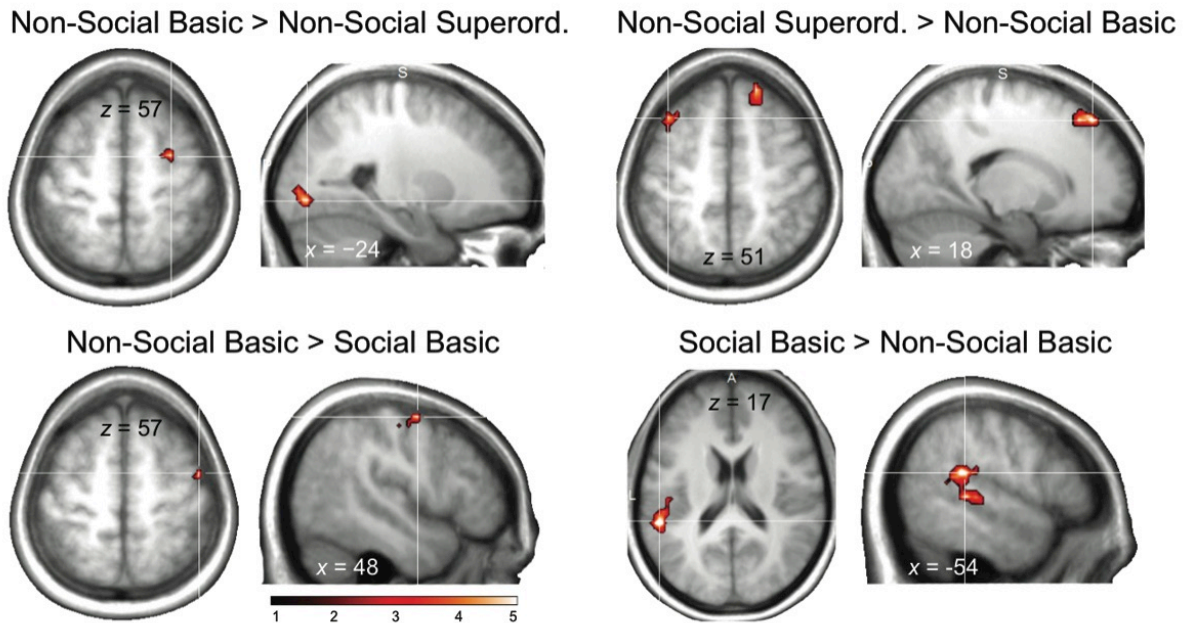 Non-Social Basic > Non-Social Superord.
z = 57
S
x = −24
Non-Social Superord. > Non-Social Basic
z = 51
S
P
x = 18
Non-Social Basic > Social Basic
z = 57
x = 48
1 2 3 4 5
Social Basic > Non-Social Basic
A
z = 17
L
x = -54